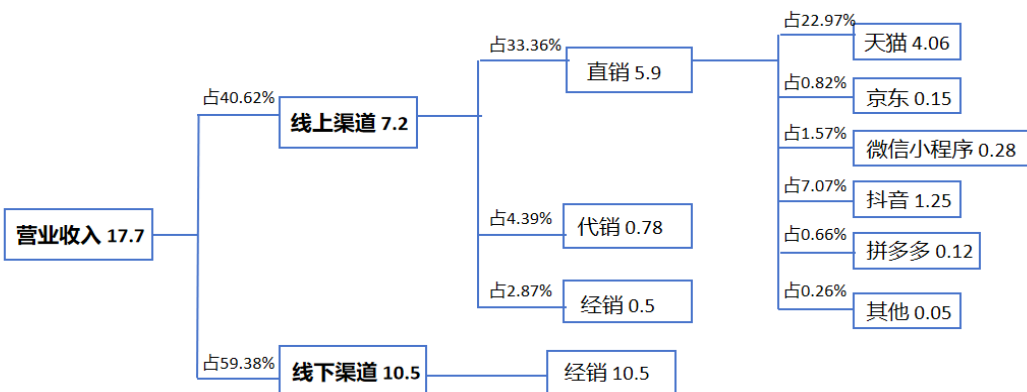 占22.97%
天猫 4.06
占33.36%
直销 5.9
占0.82%
京东 0.15
占40.62%
线上渠道 7.2
占1.57%
微信小程序 0.28
占7.07%
抖音 1.25
营业收入 17.7
占4.39%
代销 0.78
占0.66%
拼多多 0.12
占2.87%
经销 0.5
占0.26%
其他 0.05
占59.38%
线下渠道 10.5
经销 10.5